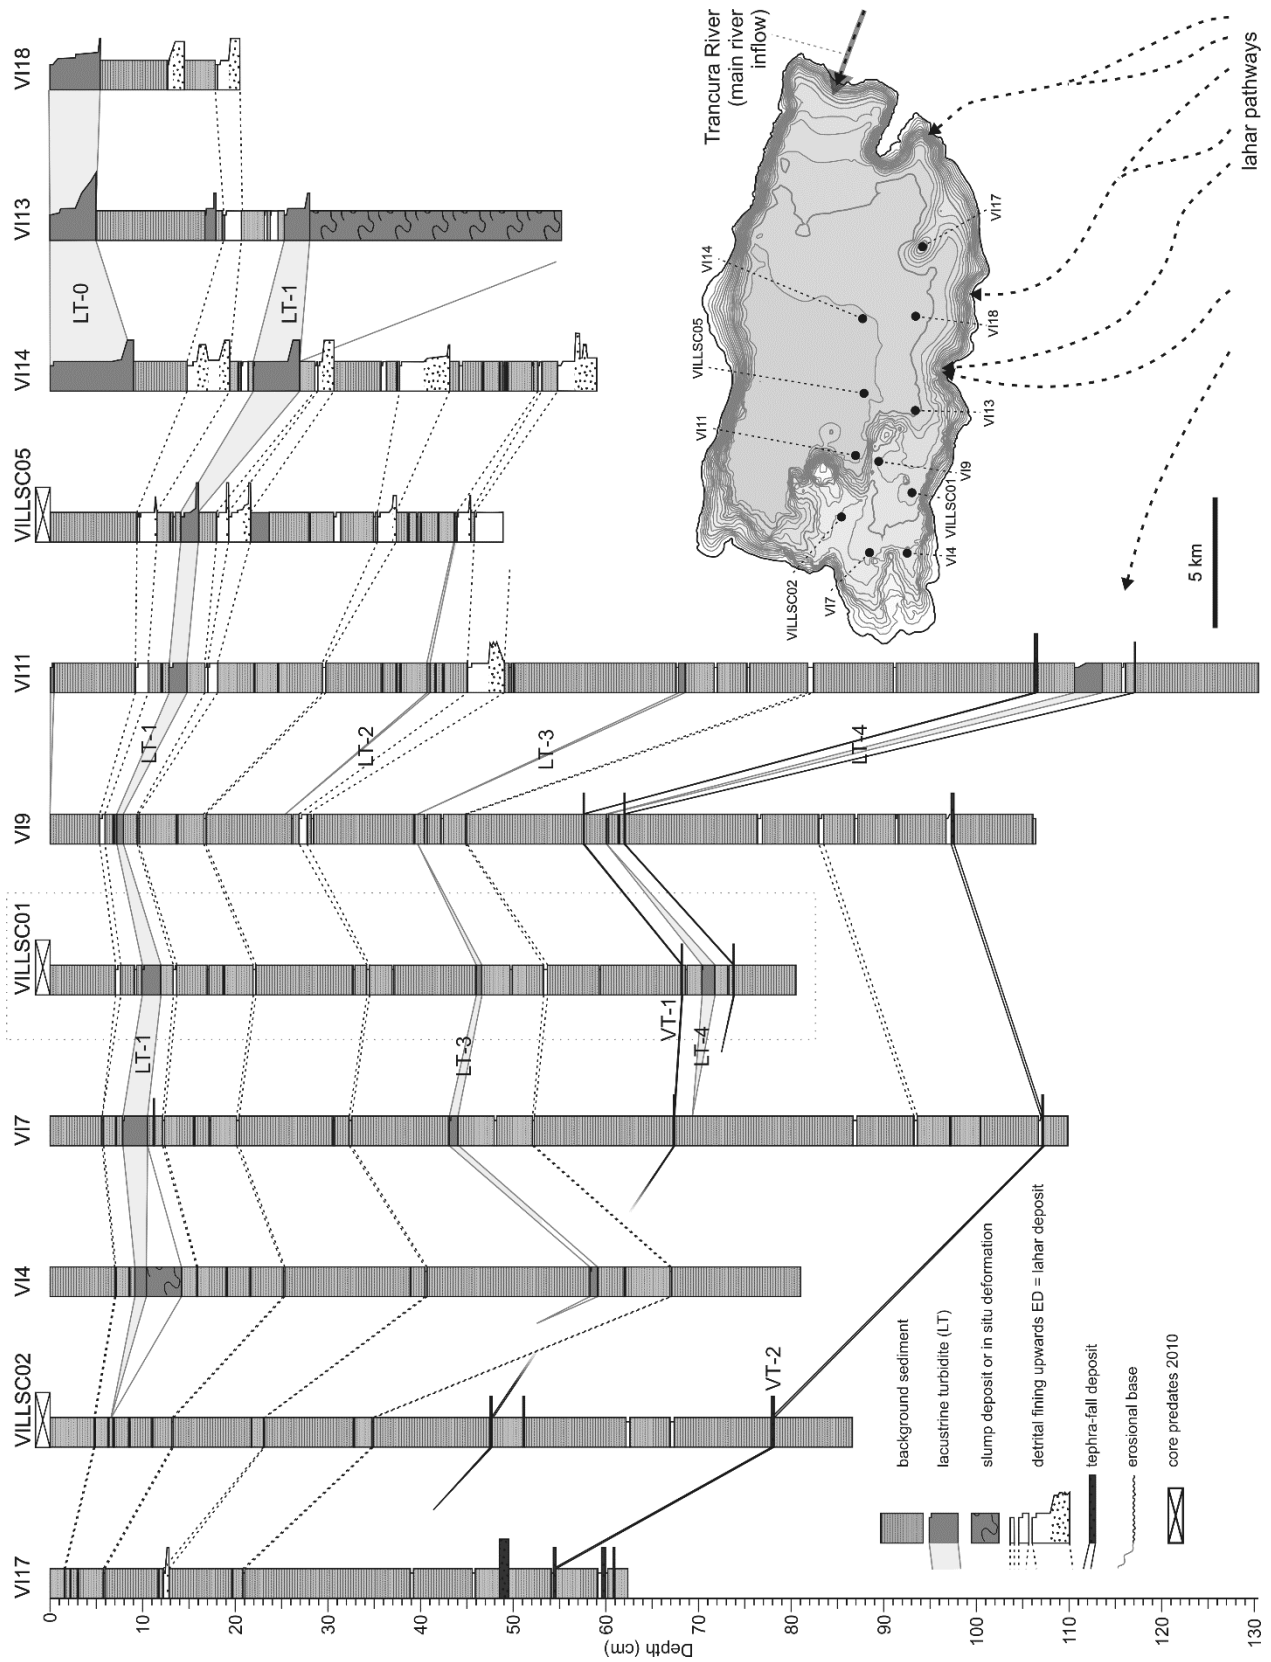 VI17
VILLSC02
VI4
VI7
VILLSC01
VI9
VI11
VILLSC05
VI14
VI13
VI18
0
10
20
30
40
50
60
70
80
90
100
110
120
130
Depth (cm)
LT-0
LT-1
LT-1
LT-2
LT-3
LT-4
LT-1
LT-3
VT-1
LT-4
VT-2
background sediment
lacustrine turbidite (LT)
slump deposit or in situ deformation
detrital fining upwards ED = lahar deposit
tephra-fall deposit
erosional base
core predates 2010
Trancura River
(main river
inflow)
VILLSC02
VI7
VI11
VILLSC05
VI14
VI4
VILLSC01
VI9
VI13
VI18
VI17
lahar pathways
5 km